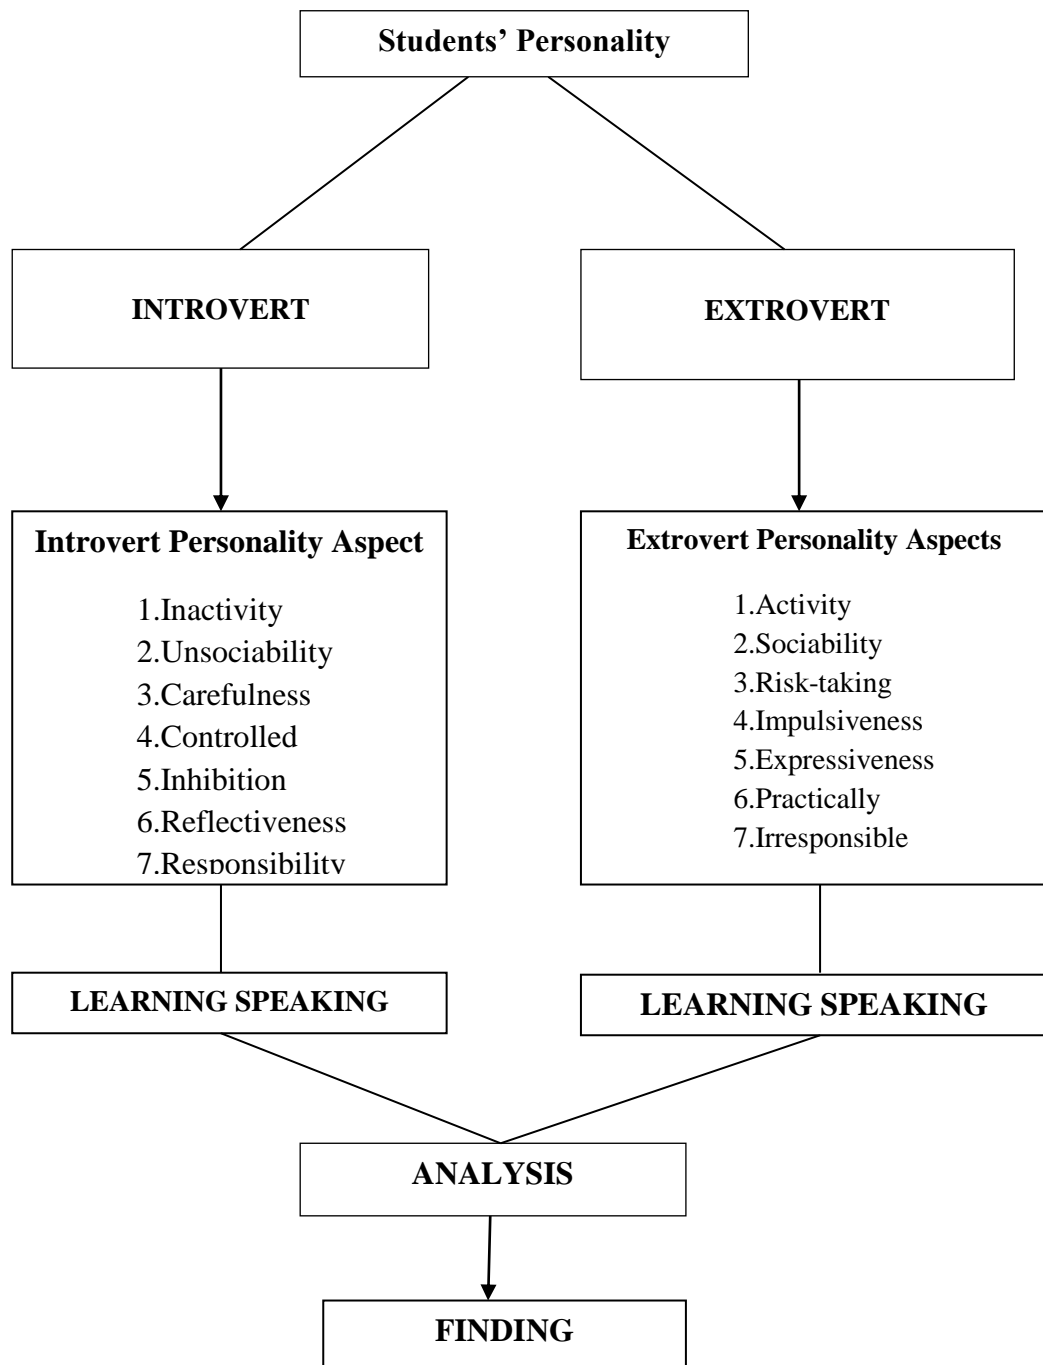 Students’ Personality
INTROVERT
EXTROVERT
Introvert Personality Aspect
1.Inactivity
2.Unsociability
3.Carefulness
4.Controlled
5.Inhibition
6.Reflectiveness
7.Responsibility
Extrovert Personality Aspects
1.Activity
2.Sociability
3.Risk-taking
4.Impulsiveness
5.Expressiveness
6.Practically
7.Irresponsible
LEARNING SPEAKING
LEARNING SPEAKING
ANALYSIS
FINDING